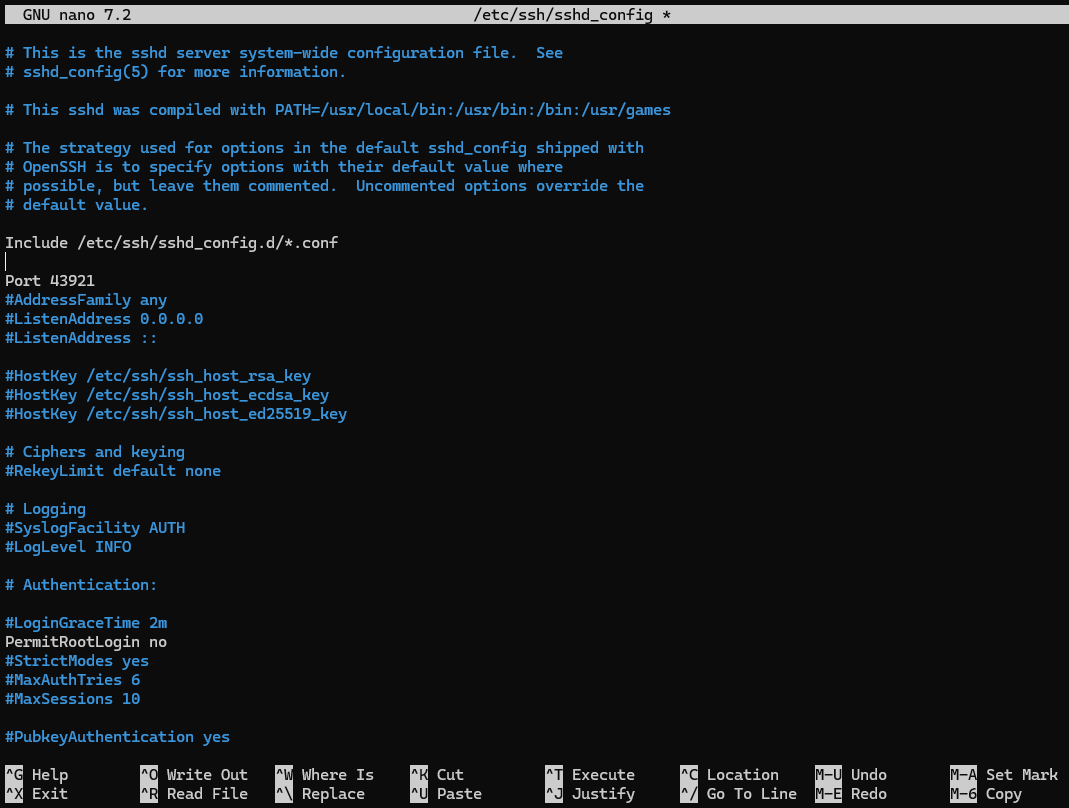 GNU nano 7.2 /etc/ssh/sshd_config *
# This is the sshd server system-wide configuration file.  See
# sshd_config(5) for more information.
# This sshd was compiled with PATH=/usr/local/bin:/usr/bin:/bin:/usr/games
# The strategy used for options in the default sshd_config shipped with
# OpenSSH is to specify options with their default value where
# possible, but leave them commented.  Uncommented options override the
# default value.
Include /etc/ssh/sshd_config.d/*.conf
Port 43921
#AddressFamily any
#ListenAddress 0.0.0.0
#ListenAddress ::
#HostKey /etc/ssh/ssh_host_rsa_key
#HostKey /etc/ssh/ssh_host_ecdsa_key
#HostKey /etc/ssh/ssh_host_ed25519_key
# Ciphers and keying
#RekeyLimit default none
# Logging
#SyslogFacility AUTH
#LogLevel INFO
# Authentication:
#LoginGraceTime 2m
PermitRootLogin no
#StrictModes yes
#MaxAuthTries 6
#MaxSessions 10
#PubkeyAuthentication yes
^G Help ^O Write Out ^W Where Is ^K Cut ^T Execute ^C Location M-U Undo M-A Set Mark
^X Exit ^R Read File ^\ Replace ^U Paste ^J Justify ^/ Go To Line M-E Redo M-6 Copy